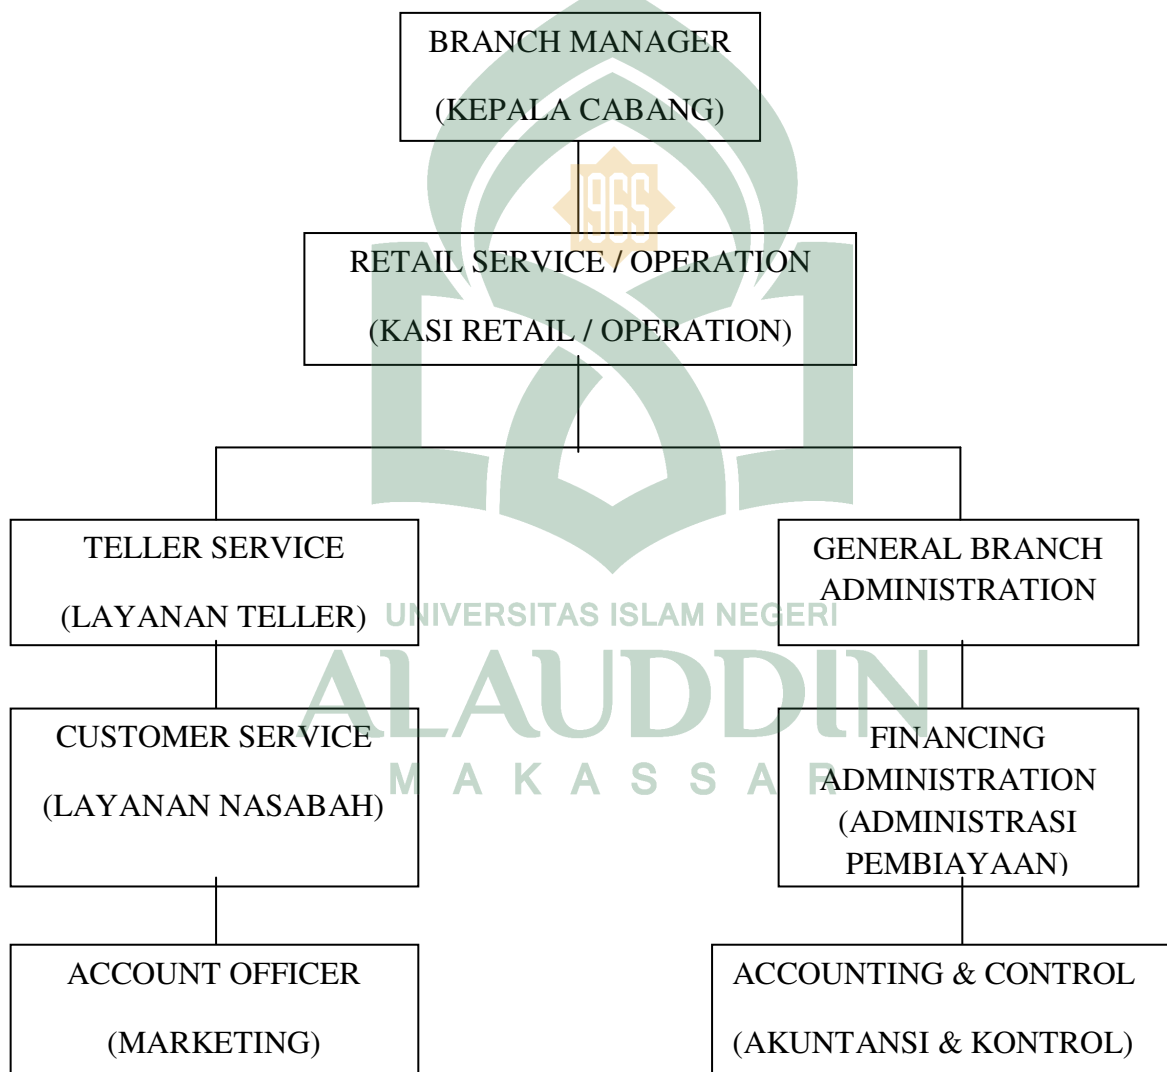 BRANCH MANAGER
(KEPALA CABANG)
1965
RETAIL SERVICE / OPERATION
(KASI RETAIL / OPERATION)
TELLER SERVICE
(LAYANAN TELLER)
GENERAL BRANCH
ADMINISTRATION
UNIVERSITAS ISLAM NEGERI
ALAUDDIN
MAKASSAR
CUSTOMER SERVICE
(LAYANAN NASABAH)
FINANCING
ADMINISTRATION
(ADMINISTRASI
PEMBIAYAAN)
ACCOUNT OFFICER
(MARKETING)
ACCOUNTING & CONTROL
(AKUNTANSI & KONTROL)